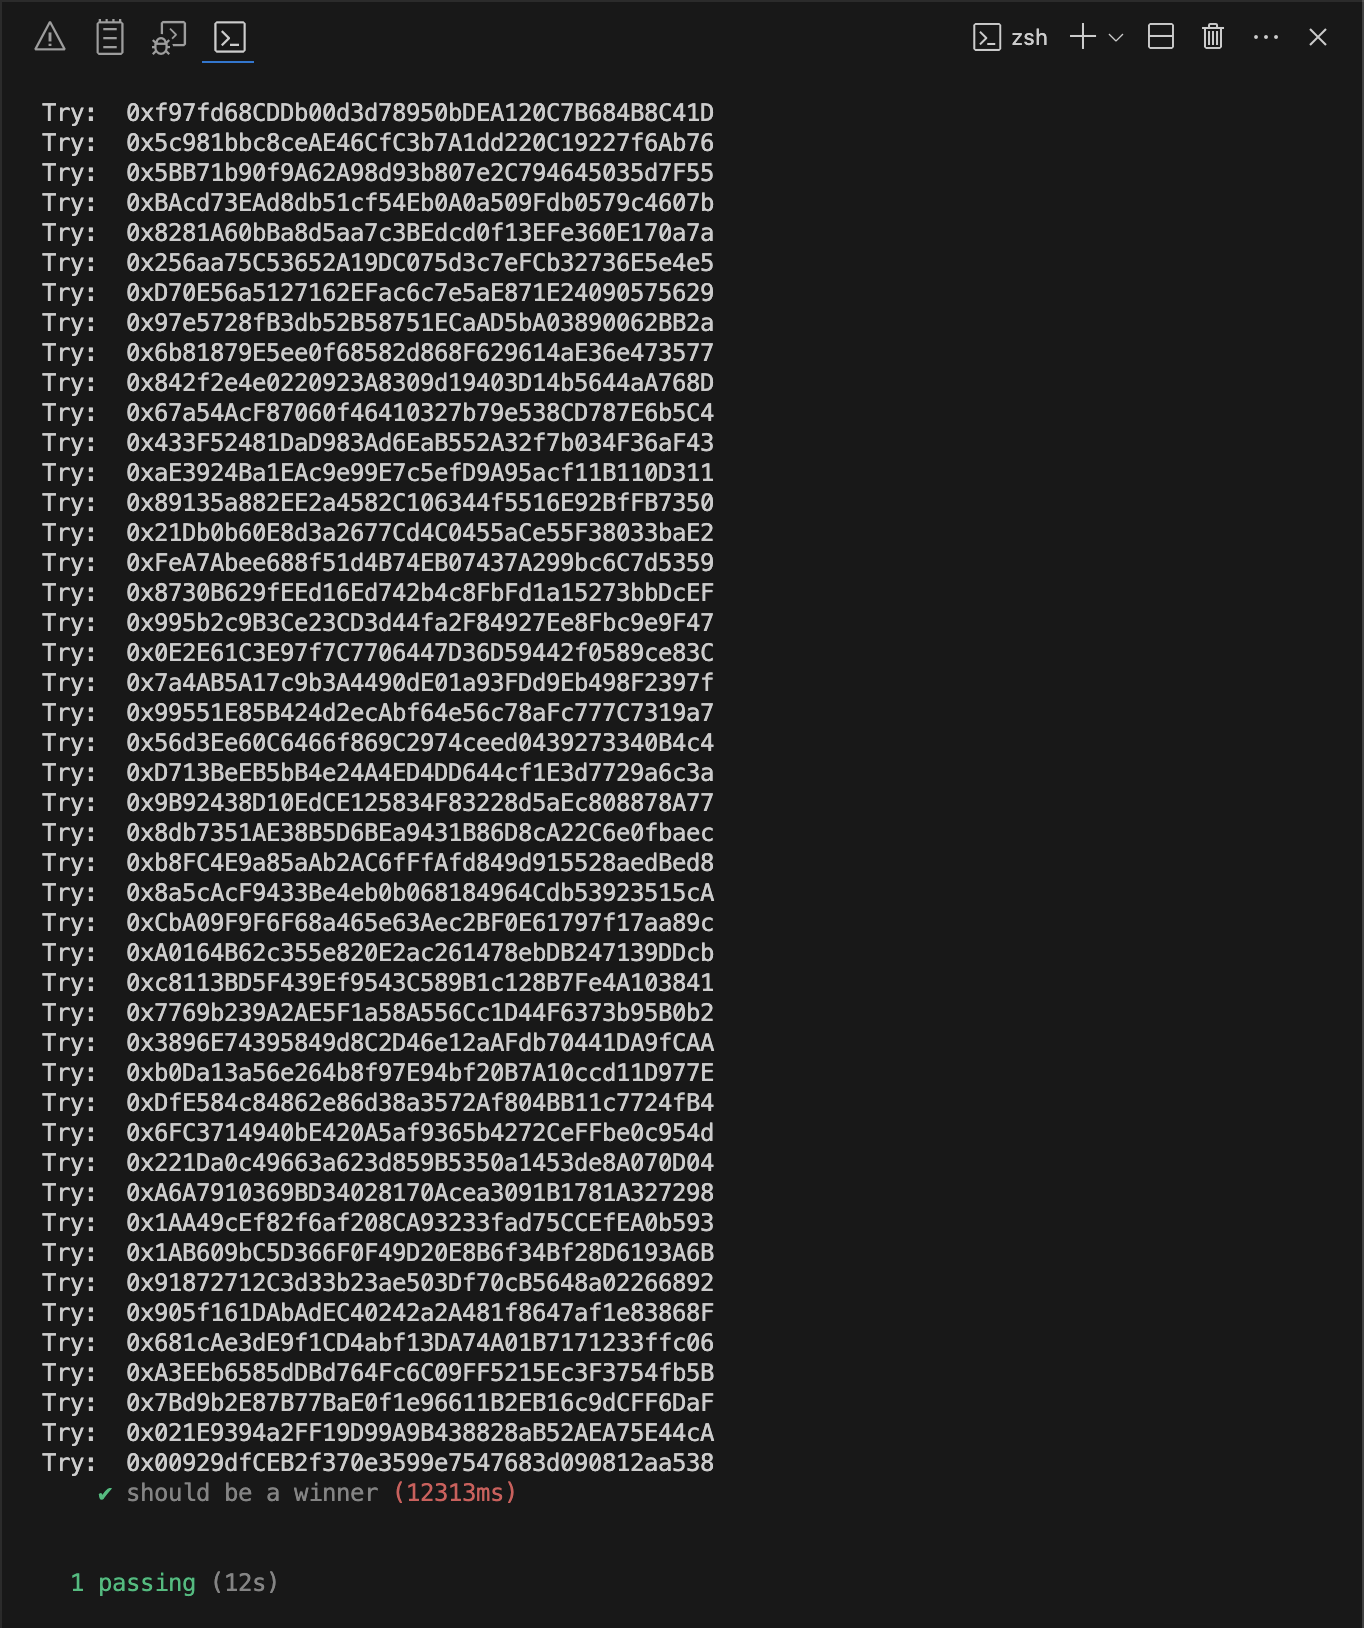 zsh
Try: 0xf97fd68CDDb00d3d78950bDEA120C7B684B8C41D
Try: 0x5c981bbc8ceAE46CfC3b7A1dd220C19227f6Ab76
Try: 0x5BB71b90f9A62A98d93b807e2C794645035d7F55
Try: 0xBAcd73EAd8db51cf54Eb0A0a509Fdb0579c4607b
Try: 0x8281A60bBa8d5aa7c3BEdcd0f13EFe360E170a7a
Try: 0x256aa75C53652A19DC075d3c7eFCb32736E5e4e5
Try: 0xD70E56a5127162EFac6c7e5aE871E24090575629
Try: 0x97e5728fB3db52B58751ECaAD5bA03890062BB2a
Try: 0x6b81879E5ee0f68582d868F629614aE36e473577
Try: 0x842f2e4e0220923A8309d19403D14b5644aA768D
Try: 0x67a54AcF87060f46410327b79e538CD787E6b5C4
Try: 0x433F52481DaD983Ad6EaB552A32f7b034F36aF43
Try: 0xaE3924Ba1EAc9e99E7c5efD9A95acf11B110D311
Try: 0x89135a882EE2a4582C106344f5516E92BfFB7350
Try: 0x21Db0b60E8d3a2677Cd4C0455aCe55F38033baE2
Try: 0xFeA7Abee688f51d4B74EB07437A299bc6C7d5359
Try: 0x8730B629fEEd16Ed742b4c8FbFd1a15273bbDcEF
Try: 0x995b2c9B3Ce23CD3d44fa2F84927Ee8Fbc9e9F47
Try: 0x0E2E61C3E97f7C7706447D36D59442f0589ce83C
Try: 0x7a4AB5A17c9b3A4490dE01a93FDd9Eb498F2397f
Try: 0x99551E85B424d2ecAbf64e56c78aFc777C7319a7
Try: 0x56d3Ee60C6466f869C2974ceed0439273340B4c4
Try: 0xD713BeEB5bB4e24A4ED4DD644cf1E3d7729a6c3a
Try: 0x9B92438D10EdCE125834F83228d5aEc808878A77
Try: 0x8db7351AE38B5D6BEa9431B86D8cA22C6e0fbaec
Try: 0xb8FC4E9a85aAb2AC6fFfAfd849d915528aedBed8
Try: 0x8a5cAcF9433Be4eb0b068184964Cdb53923515cA
Try: 0xCbA09F9F6F68a465e63Aec2BF0E61797f17aa89c
Try: 0xA0164B62c355e820E2ac261478ebDB247139DDcb
Try: 0xc8113BD5F439Ef9543C589B1c128B7Fe4A103841
Try: 0x7769b239A2AE5F1a58A556Cc1D44F6373b95B0b2
Try: 0x3896E74395849d8C2D46e12aAFdb70441DA9fCAA
Try: 0xb0Da13a56e264b8f97E94bf20B7A10ccd11D977E
Try: 0xDfE584c84862e86d38a3572Af804BB11c7724fB4
Try: 0x6FC3714940bE420A5af9365b4272CeFFbe0c954d
Try: 0x221Da0c49663a623d859B5350a1453de8A070D04
Try: 0xA6A7910369BD34028170Acea3091B1781A327298
Try: 0x1AA49cEf82f6af208CA93233fad75CCEfEA0b593
Try: 0x1AB609bC5D366F0F49D20E8B6f34Bf28D6193A6B
Try: 0x91872712C3d33b23ae503Df70cB5648a02266892
Try: 0x905f161DAbAdEC40242a2A481f8647af1e83868F
Try: 0x681cAe3dE9f1CD4abf13DA74A01B7171233ffc06
Try: 0xA3EEb6585dDBd764Fc6C09FF5215Ec3F3754fb5B
Try: 0x7Bd9b2E87B77BaE0f1e96611B2EB16c9dCFF6DaF
Try: 0x021E9394a2FF19D99A9B438828aB52AEA75E44cA
Try: 0x00929dfCEB2f370e3599e7547683d090812aa538
✔ should be a winner (12313ms)
1 passing (12s)